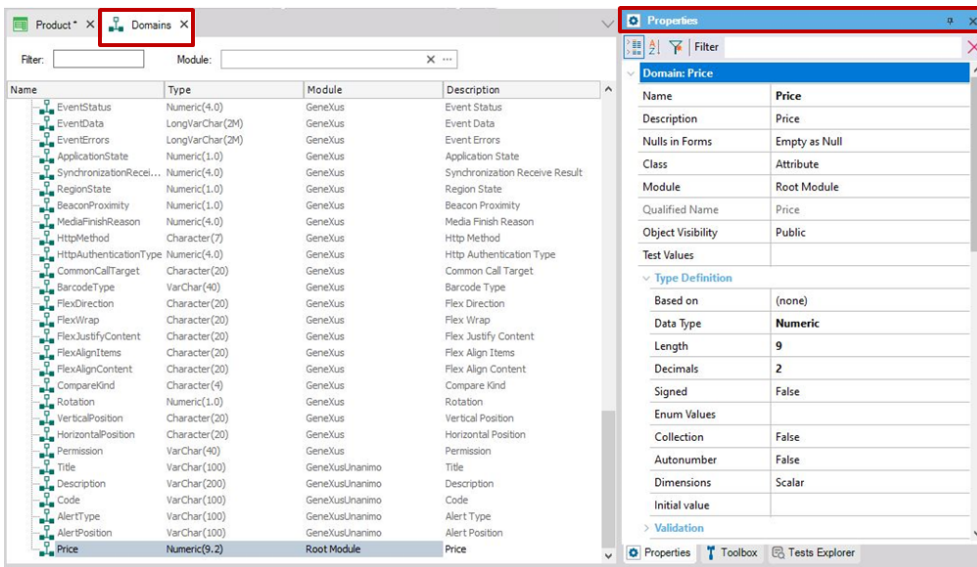 Product* X Domains X
Filter: Module: X ...
Name Type Module Description
EventStatus Numeric(4.0) GeneXus Event Status
EventData LongVarChar(2M) GeneXus Event Data
EventErrors LongVarChar(2M) GeneXus Event Errors
ApplicationState Numeric(1.0) GeneXus Application State
SynchronizationRecei... Numeric(4.0) GeneXus Synchronization Receive Result
RegionState Numeric(1.0) GeneXus Region State
BeaconProximity Numeric(1.0) GeneXus Beacon Proximity
MediaFinishReason Numeric(4.0) GeneXus Media Finish Reason
HttpMethod Character(7) GeneXus Http Method
HttpAuthenticationType Numeric(4.0) GeneXus Http Authentication Type
CommonCallTarget Character(20) GeneXus Common Call Target
BarcodeType VarChar(40) GeneXus Barcode Type
FlexDirection Character(20) GeneXus Flex Direction
FlexWrap Character(20) GeneXus Flex Wrap
FlexJustifyContent Character(20) GeneXus Flex Justify Content
FlexAlignItems Character(20) GeneXus Flex Align Items
FlexAlignContent Character(20) GeneXus Flex Align Content
CompareKind Character(4) GeneXus Compare Kind
Rotation Numeric(1.0) GeneXus Rotation
VerticalPosition Character(20) GeneXus Vertical Position
HorizontalPosition Character(20) GeneXus Horizontal Position
Permission VarChar(40) GeneXus Permission
Title VarChar(100) GeneXusUnanimo Title
Description VarChar(200) GeneXusUnanimo Description
Code VarChar(100) GeneXusUnanimo Code
AlertType VarChar(100) GeneXusUnanimo Alert Type
AlertPosition VarChar(100) GeneXusUnanimo Alert Position
Price Numeric(9.2) Root Module Price
Properties
Filter
Domain: Price
Name Price
Description Price
Nulls in Forms Empty as Null
Class Attribute
Module Root Module
Qualified Name Price
Object Visibility Public
Test Values
Type Definition
Based on (none)
Data Type Numeric
Length 9
Decimals 2
Signed False
Enum Values
Collection False
Autonumber False
Dimensions Scalar
Initial value
Validation
Properties Toolbox Tests Explorer